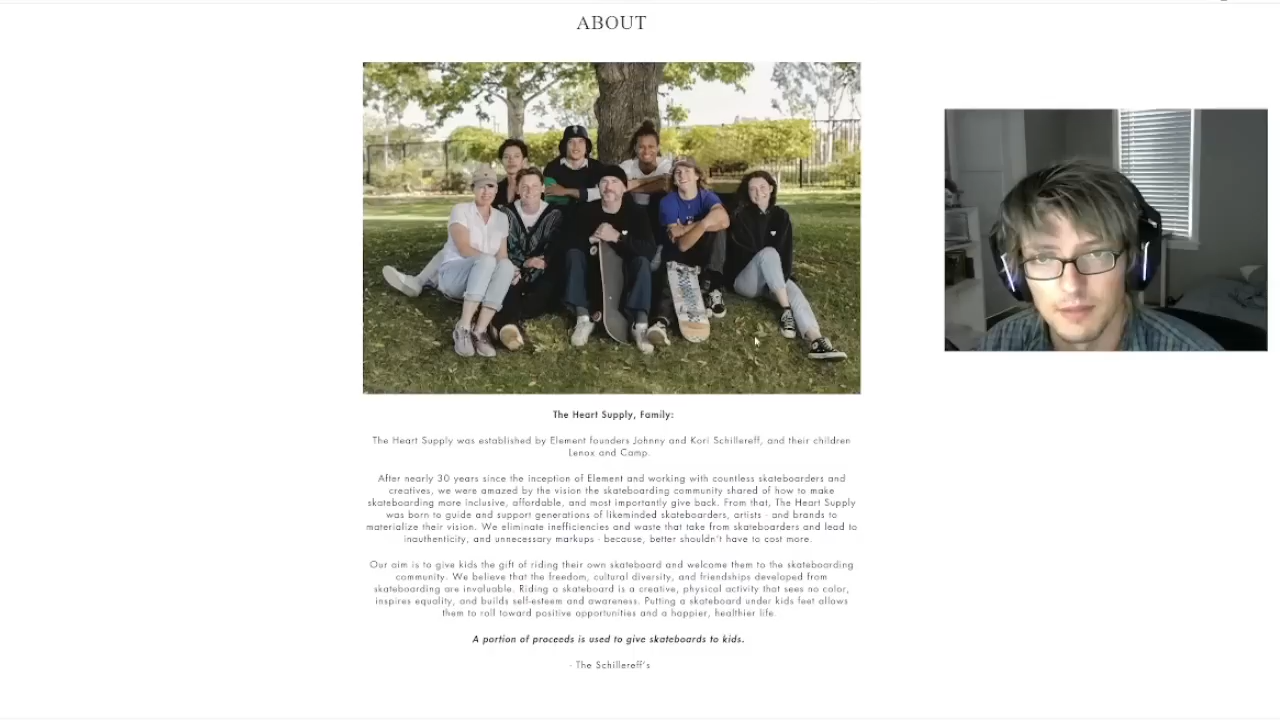 ABOUT
The Heart Supply, Family:
The Heart Supply was established by Element founders Johnny and Kori Schillereff, and their children
Lenox and Camp.
After nearly 30 years since the inception of Element and working with countless skateboarders and
creatives, we were amazed by the vision the skateboarding community shared of how to make
skateboarding more inclusive, affordable, and most importantly give back. From that, The Heart Supply
was born to guide and support generations of likeminded skateboarders, artists - and brands to
materialize their vision. We eliminate inefficiencies and waste that take from skateboarders and lead to
inauthenticity, and unnecessary markups - because, better shouldn't have to cost more.
Our aim is to give kids the gift of riding their own skateboard and welcome them to the skateboarding
community. We believe that the freedom, cultural diversity, and friendships developed from
skateboarding are invaluable. Riding a skateboard is a creative, physical activity that sees no color,
inspires equality, and builds self-esteem and awareness. Putting a skateboard under kids feet allows
them to roll toward positive opportunities and a happier, healthier life.
A portion of proceeds is used to give skateboards to kids.
- The Schillereff's